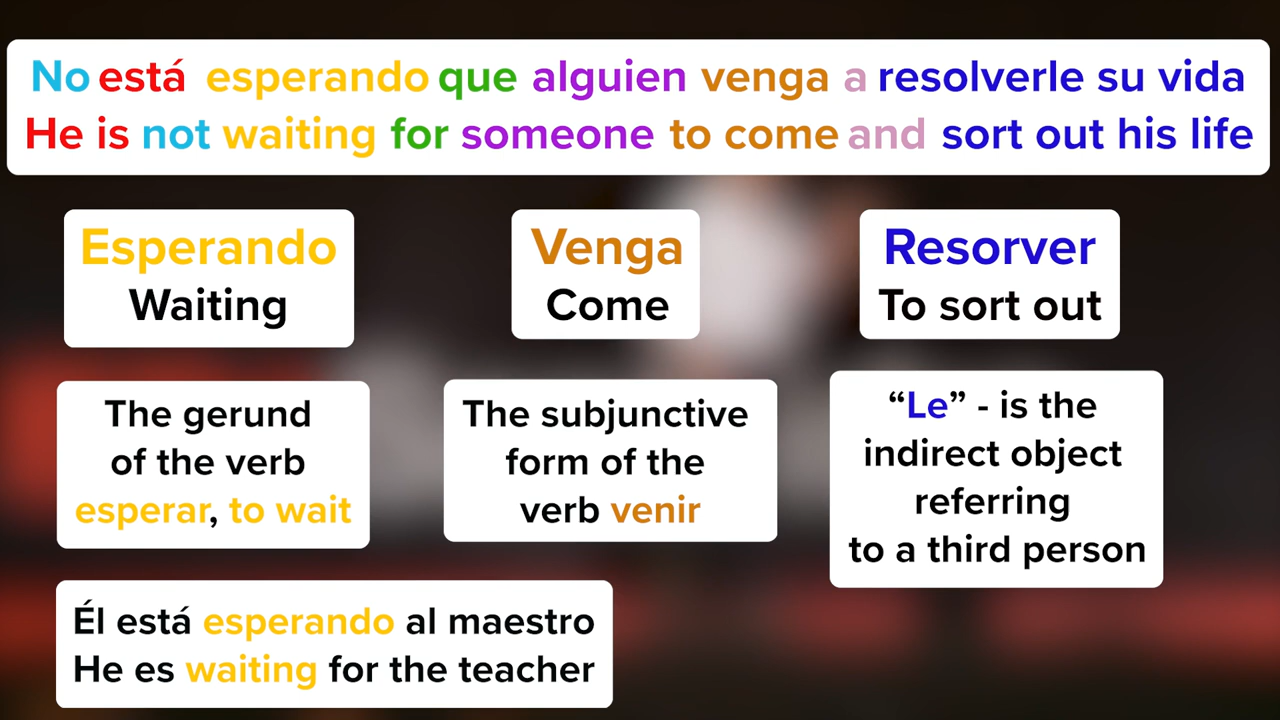 No está esperando que alguien venga a resolverle su vida
He is not waiting for someone to come and sort out his life
Esperando
Waiting
Venga
Come
Resorver
To sort out
The gerund
of the verb
esperar, to wait
The subjunctive
form of the
verb venir
“Le” - is the
indirect object
referring
to a third person
Él está esperando al maestro
He es waiting for the teacher